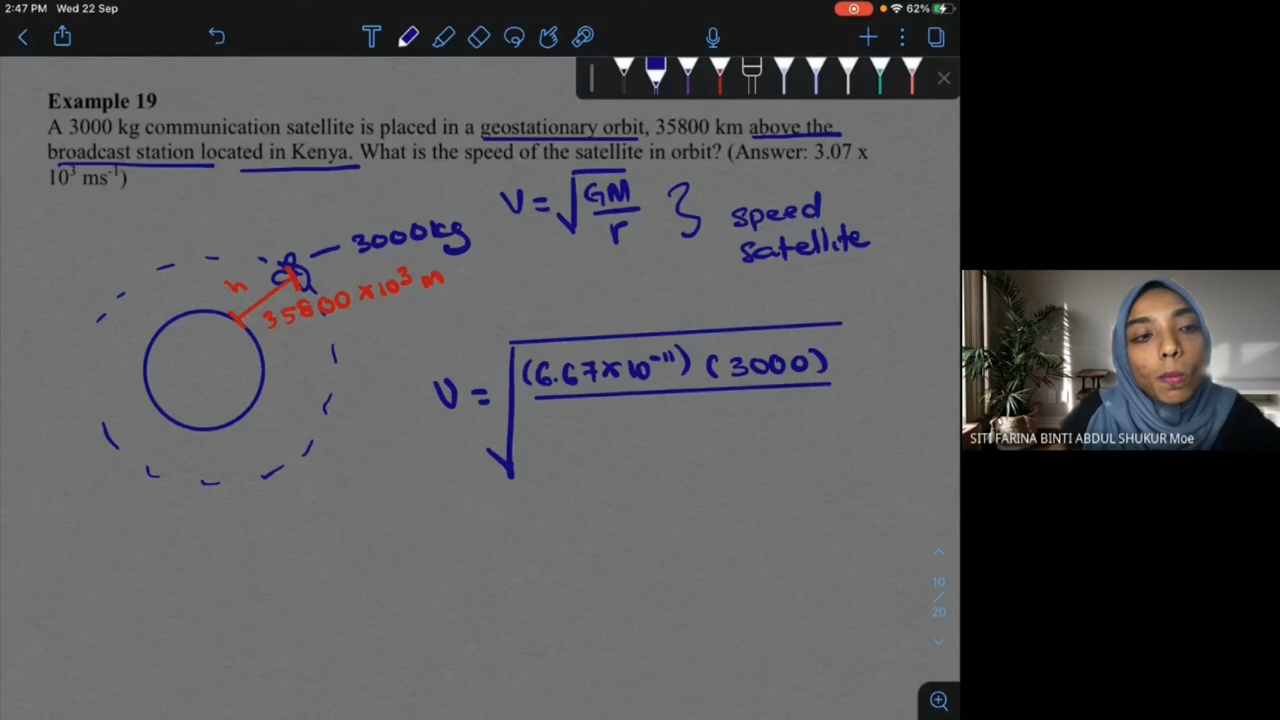 2:47 PM Wed 22 Sep
62%
Example 19
A 3000 kg communication satellite is placed in a geostationary orbit, 35800 km above the
broadcast station located in Kenya. What is the speed of the satellite in orbit? (Answer: 3.07 x
10³ ms⁻¹)
V = √(GM/r) } speed
satellite
3000kg
h
35800 × 10³ m
V = √((6.67×10⁻¹¹) (3000)
SITI FARINA BINTI ABDUL SHUKUR Moe
10
/
20